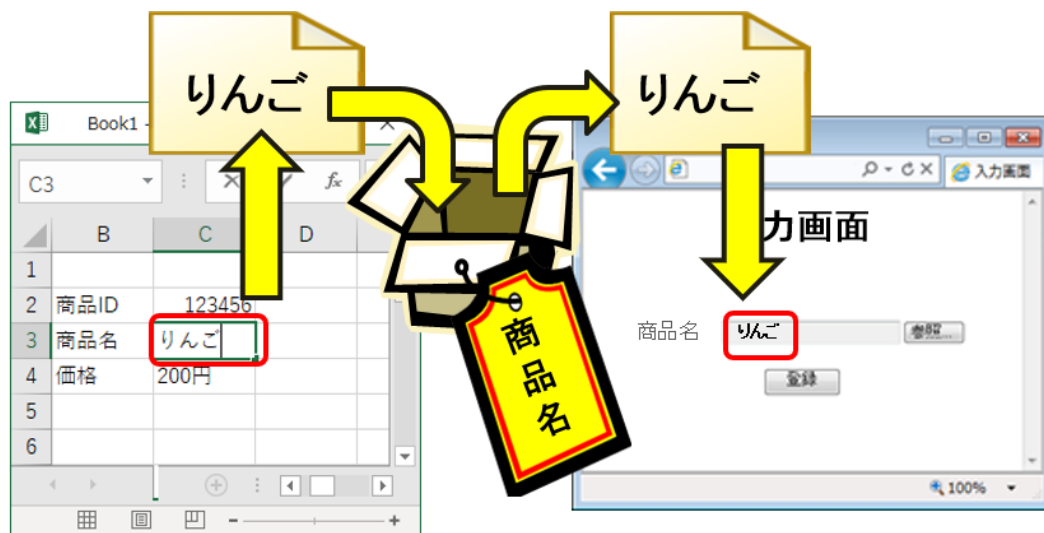 りんご
りんご
Book1 -
C3
fx
B C D
1
2 商品ID 123456
3 商品名 りんご
4 価格 200円
5
6
商品名
入力画面
力画面
商品名 りんご 参照...
登録
100%